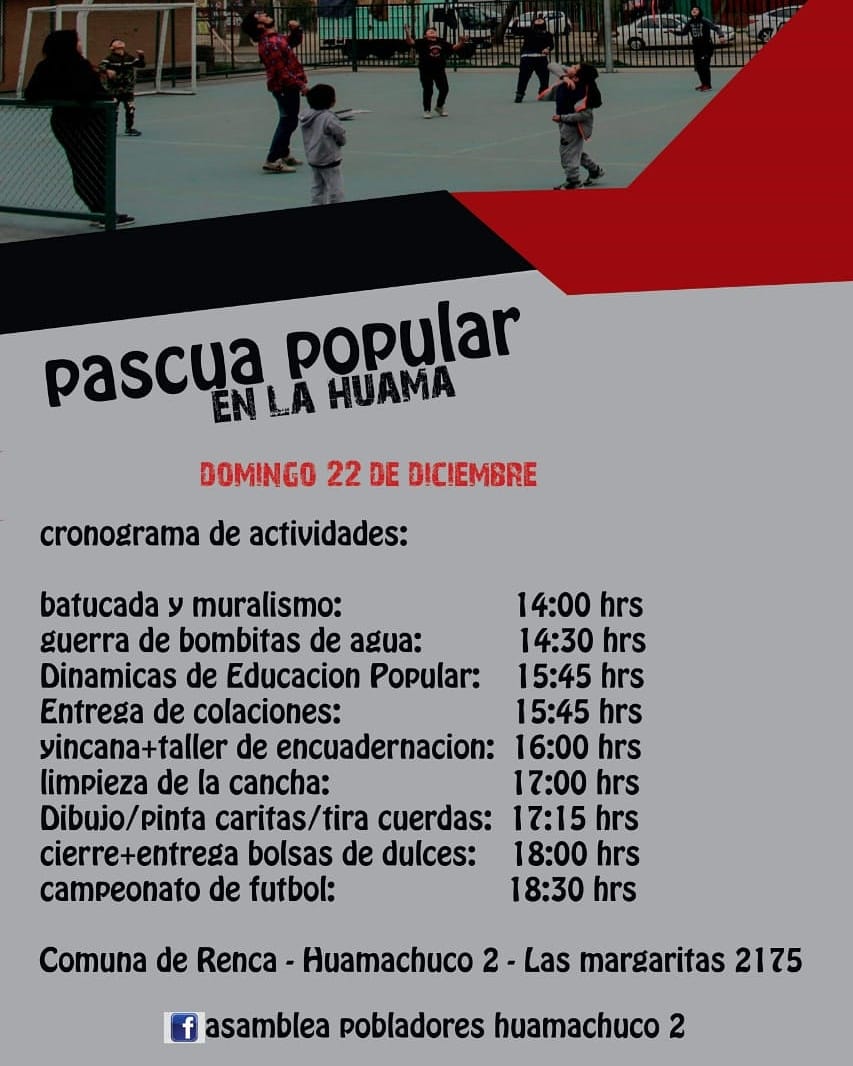 pascua popular
EN LA HUAMA
DOMINGO 22 DE DICIEMBRE
cronograma de actividades:
batucada y muralismo: 14:00 hrs
guerra de bombitas de agua: 14:30 hrs
Dinamicas de Educacion Popular: 15:45 hrs
Entrega de colaciones: 15:45 hrs
yincana+taller de encuadernacion: 16:00 hrs
limpieza de la cancha: 17:00 hrs
Dibujo/pinta caritas/tira cuerdas: 17:15 hrs
cierre+entrega bolsas de dulces: 18:00 hrs
campeonato de futbol: 18:30 hrs
Comuna de Renca - Huamachuco 2 - Las margaritas 2175
f asamblea pobladores huamachuco 2